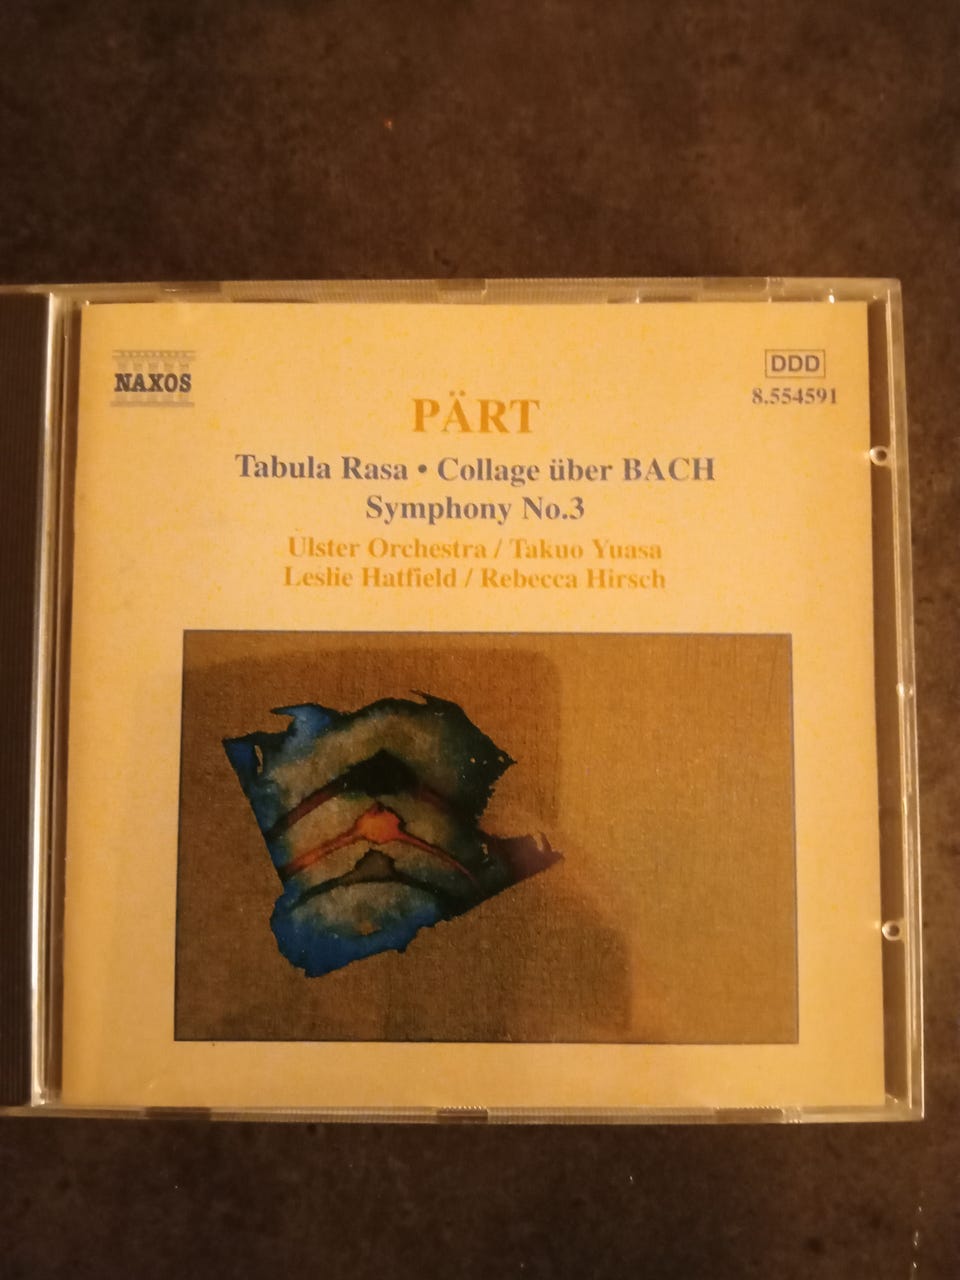 NAXOS
DDD
8.554591
PÄRT
Tabula Rasa • Collage über BACH
Symphony No.3
Ulster Orchestra / Takuo Yuasa
Leslie Hatfield / Rebecca Hirsch